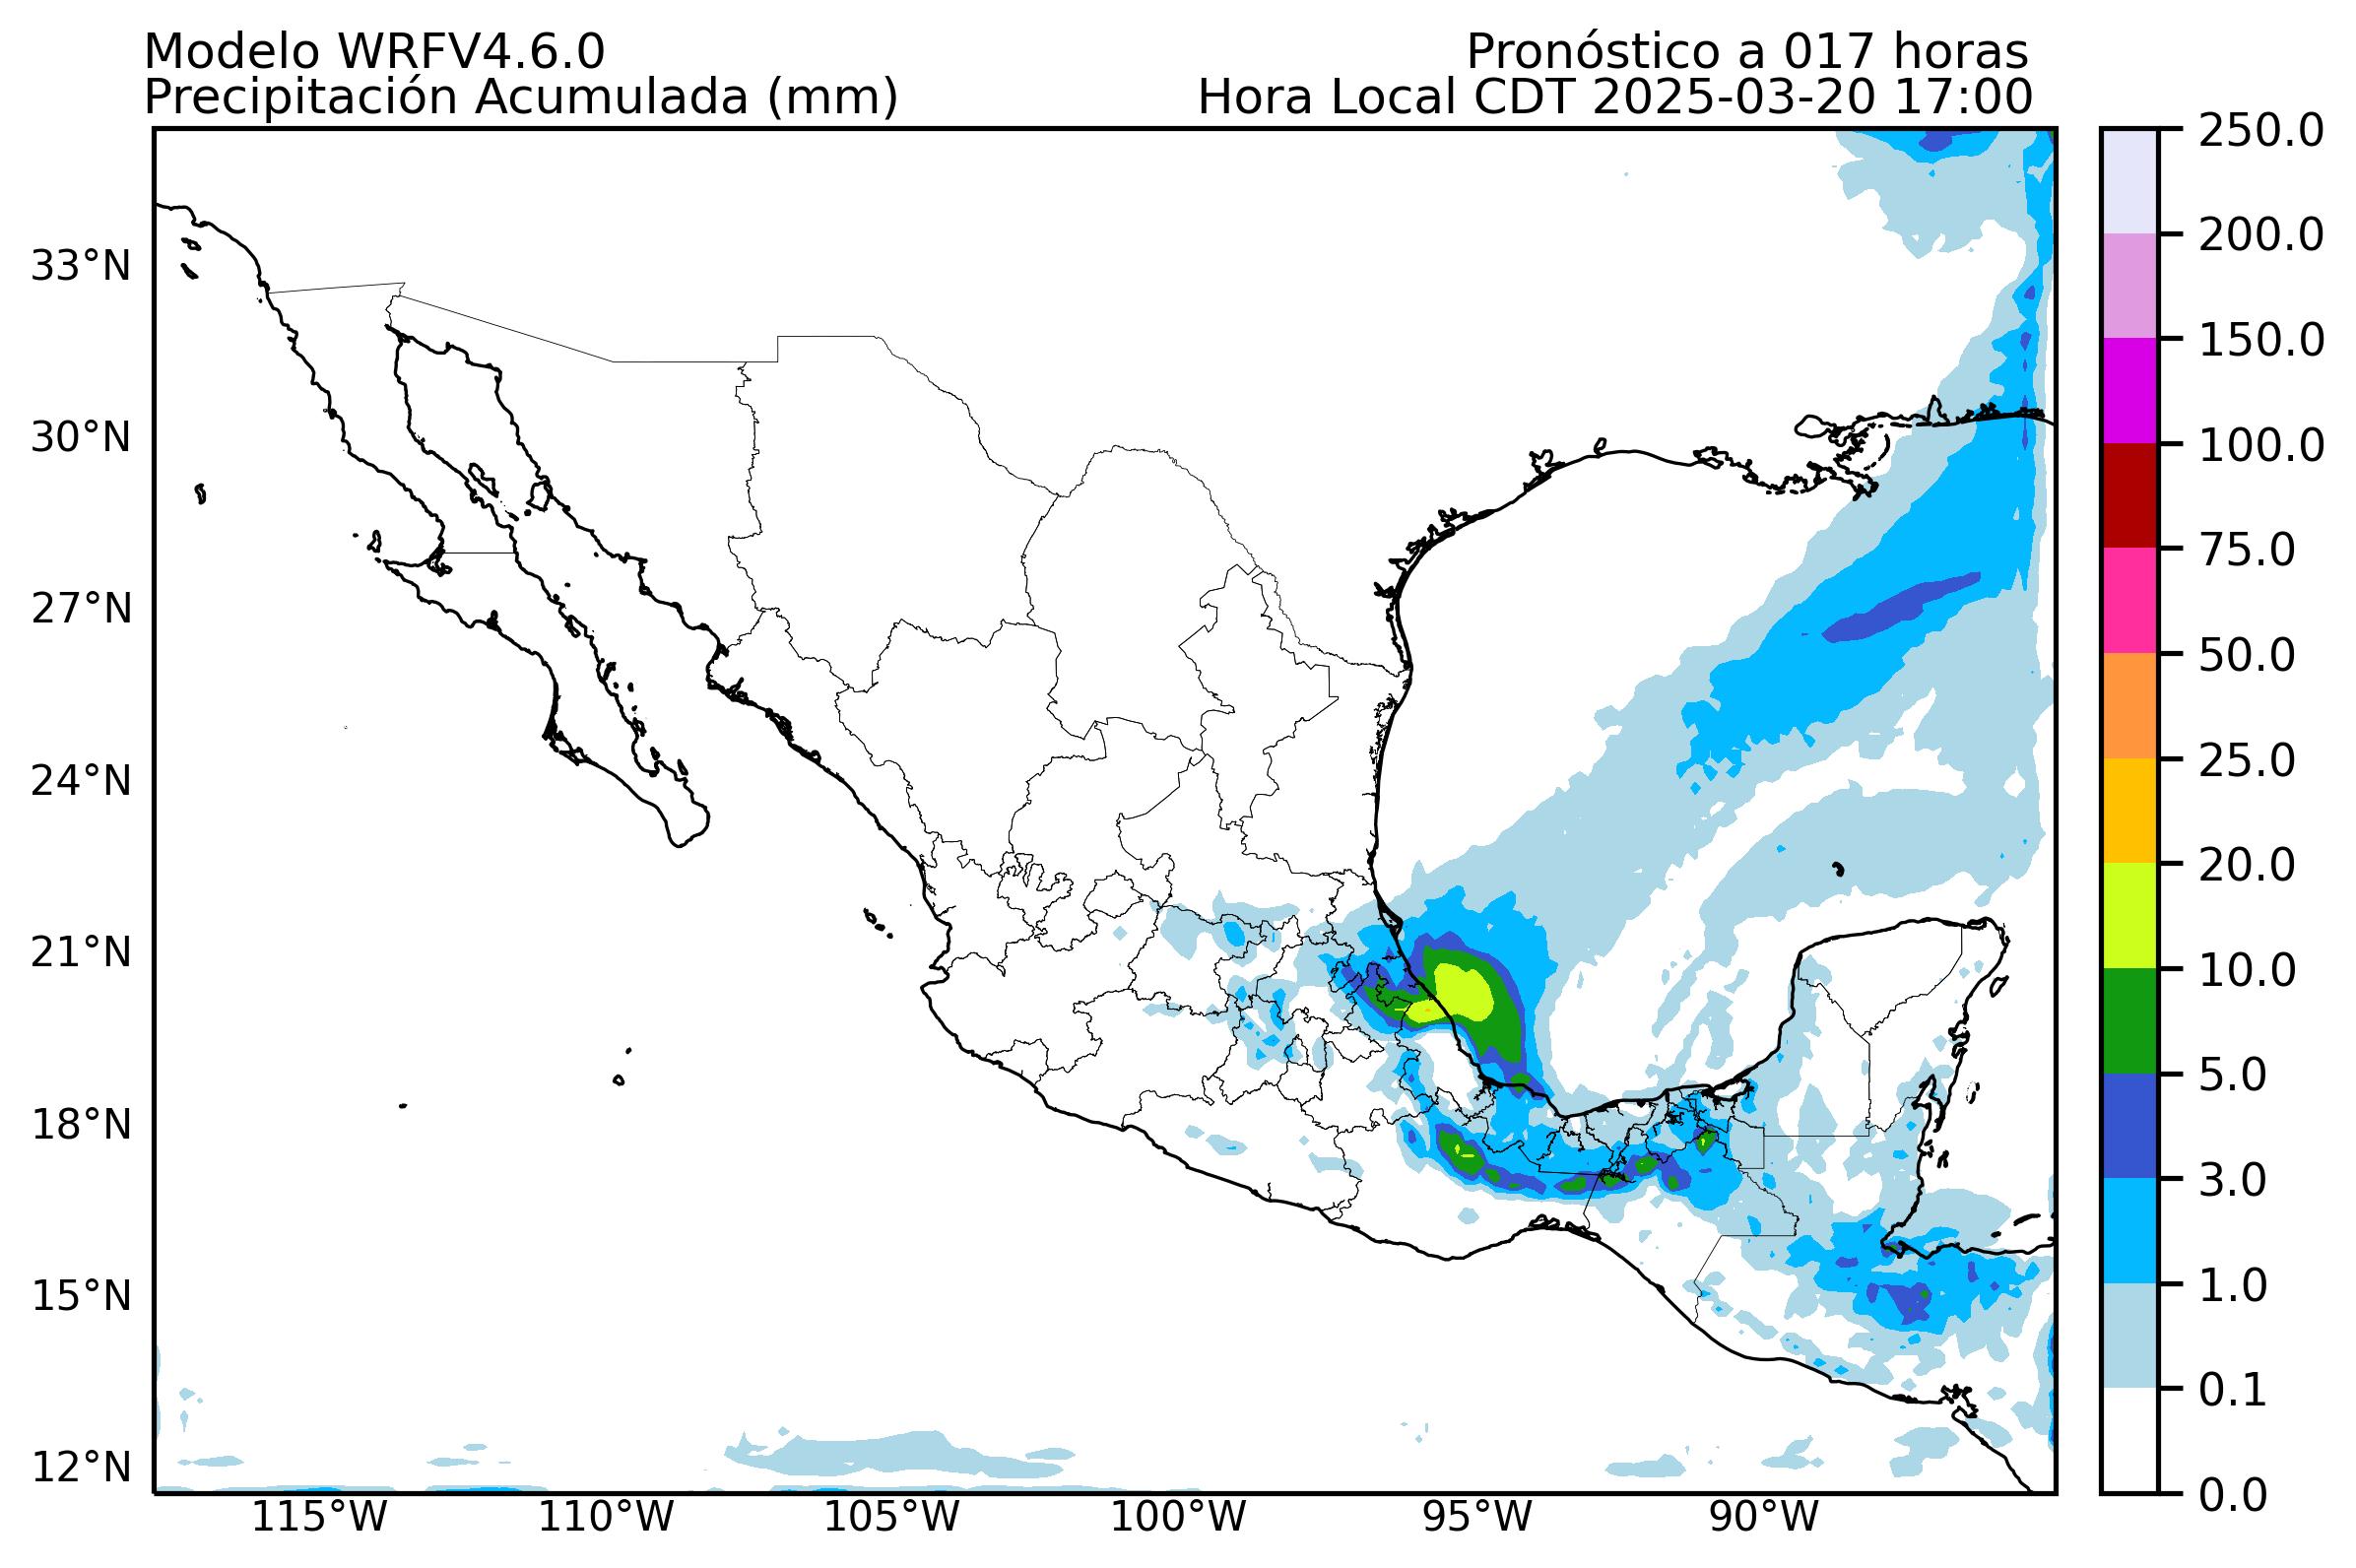 Modelo WRFV4.6.0
Pronóstico a 017 horas
Precipitación Acumulada (mm)
Hora Local CDT 2025-03-20 17:00
250.0
200.0
150.0
100.0
75.0
50.0
25.0
20.0
10.0
5.0
3.0
1.0
0.1
0.0
33°N
30°N
27°N
24°N
21°N
18°N
15°N
12°N
115°W
110°W
105°W
100°W
95°W
90°W